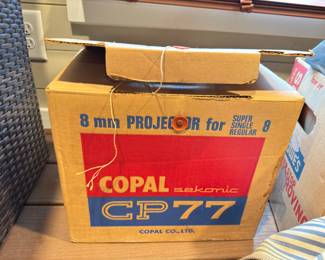 8 mm PROJECTOR for SUPER SINGLE REGULAR 8
COPAL sekonic
CP77
COPAL CO., LTD.